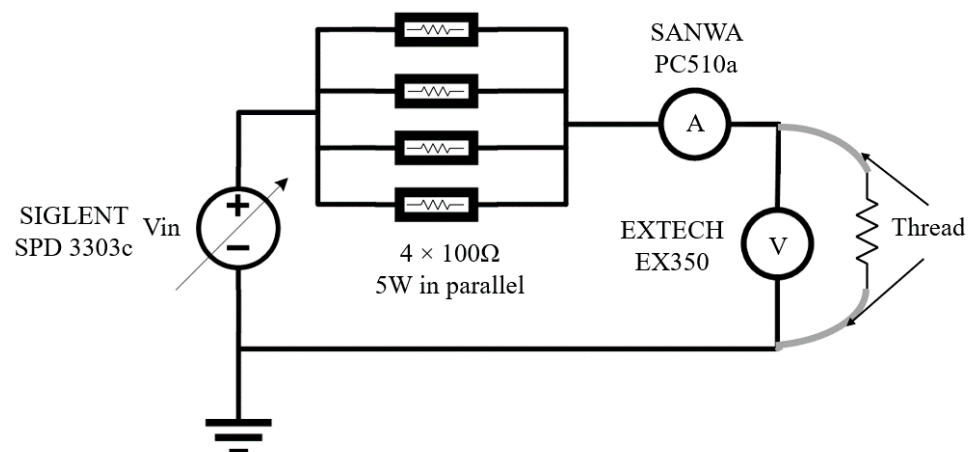 SANWA
PC510a
A
SIGLENT
SPD 3303c
Vin
4 × 100Ω
5W in parallel
EXTECH
EX350
V
Thread